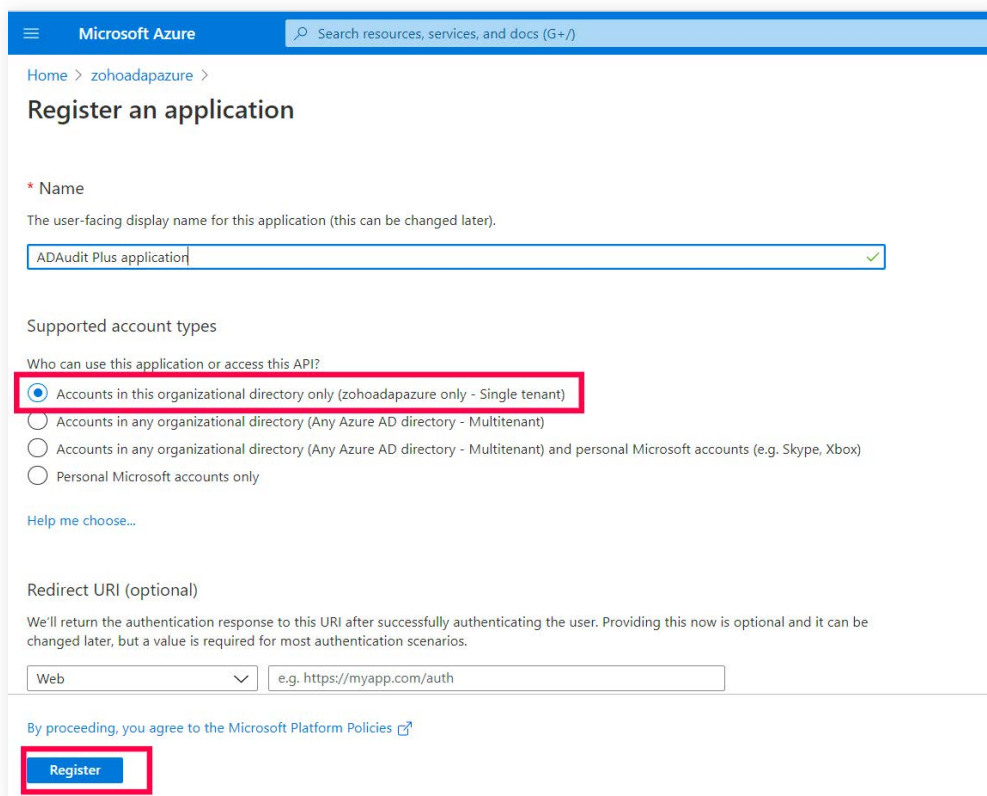 Microsoft Azure
Search resources, services, and docs (G+/)
Home > zohoadapazure >
Register an application
* Name
The user-facing display name for this application (this can be changed later).
ADAudit Plus application
Supported account types
Who can use this application or access this API?
Accounts in this organizational directory only (zohoadapazure only - Single tenant)
Accounts in any organizational directory (Any Azure AD directory - Multitenant)
Accounts in any organizational directory (Any Azure AD directory - Multitenant) and personal Microsoft accounts (e.g. Skype, Xbox)
Personal Microsoft accounts only
Help me choose...
Redirect URI (optional)
We'll return the authentication response to this URI after successfully authenticating the user. Providing this now is optional and it can be
changed later, but a value is required for most authentication scenarios.
Web
e.g. https://myapp.com/auth
By proceeding, you agree to the Microsoft Platform Policies
Register